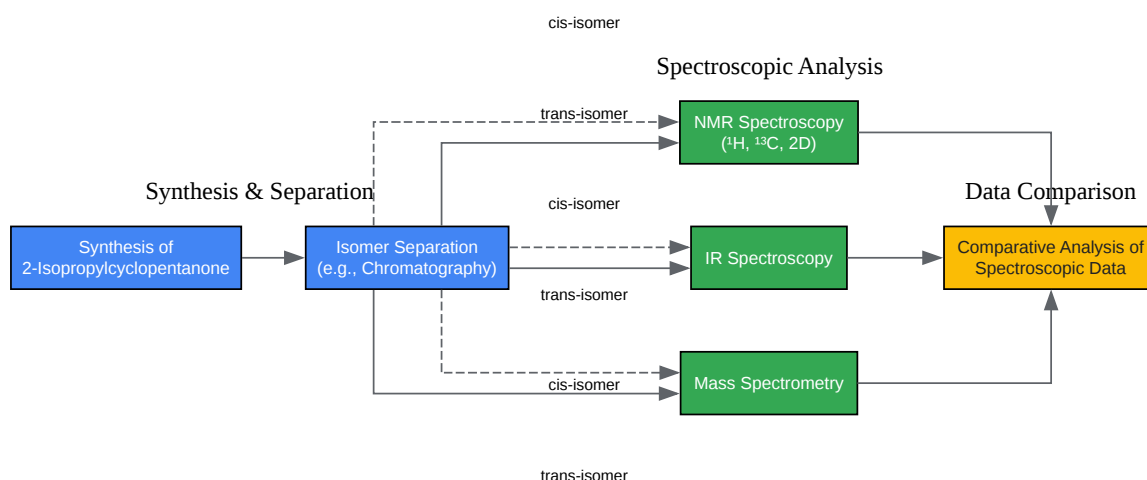 cis-isomer
Spectroscopic Analysis
trans-isomer
NMR Spectroscopy
(¹H, ¹³C, 2D)
Synthesis & Separation
cis-isomer
Data Comparison
Synthesis of
2-Isopropylcyclopentanone
Isomer Separation
(e.g., Chromatography)
IR Spectroscopy
Comparative Analysis of
Spectroscopic Data
trans-isomer
cis-isomer
Mass Spectrometry
trans-isomer